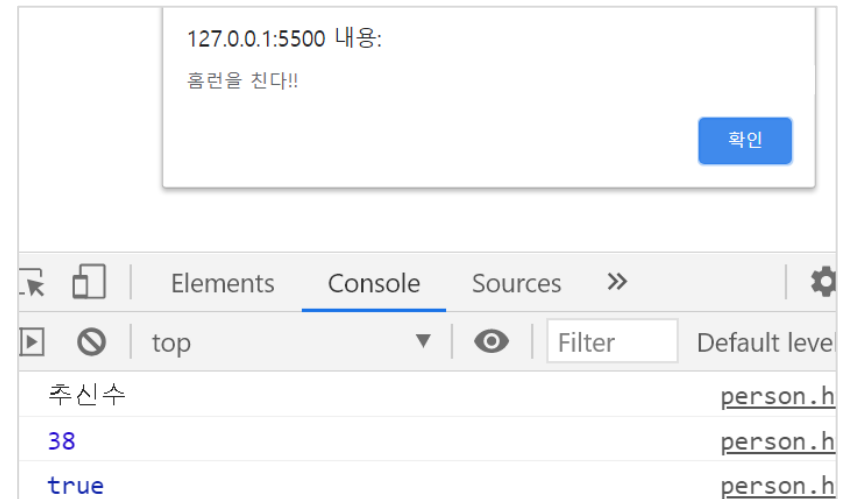 127.0.0.1:5500 내용:
홈런을 친다!!
확인
Elements Console Sources »
top ▼ Filter Default leve
추신수 person.h
38 person.h
true person.h